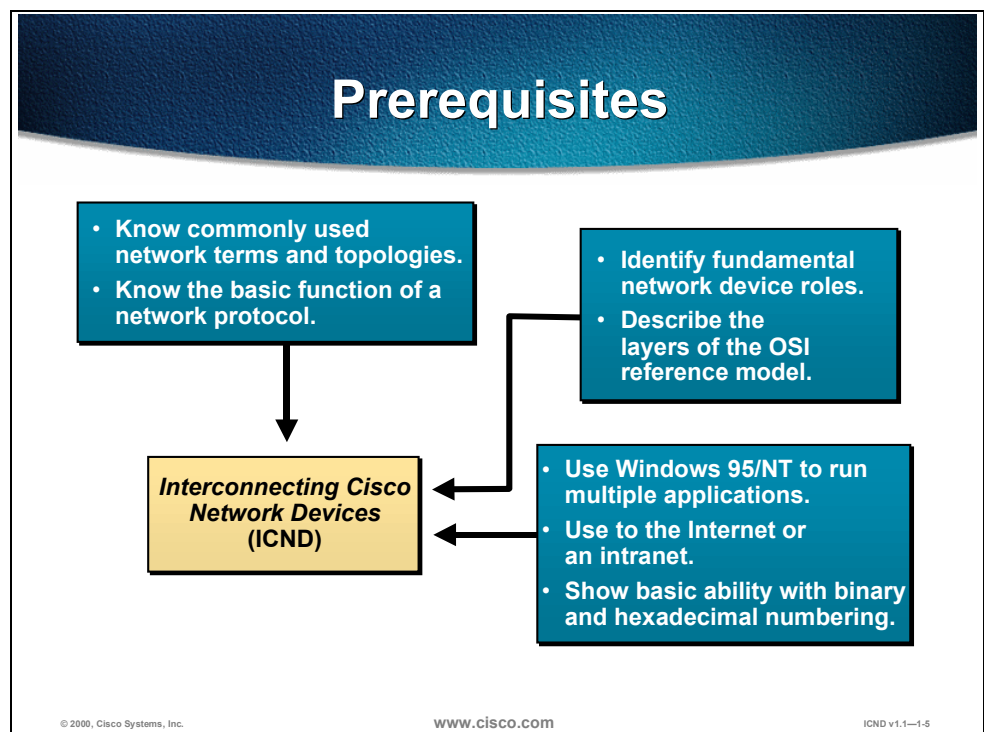 Prerequisites
• Know commonly used
network terms and topologies.
• Know the basic function of a
network protocol.
• Identify fundamental
network device roles.
• Describe the
layers of the OSI
reference model.
Interconnecting Cisco
Network Devices
(ICND)
• Use Windows 95/NT to run
multiple applications.
• Use to the Internet or
an intranet.
• Show basic ability with binary
and hexadecimal numbering.
© 2000, Cisco Systems, Inc.
www.cisco.com
ICND v1.1—1-5